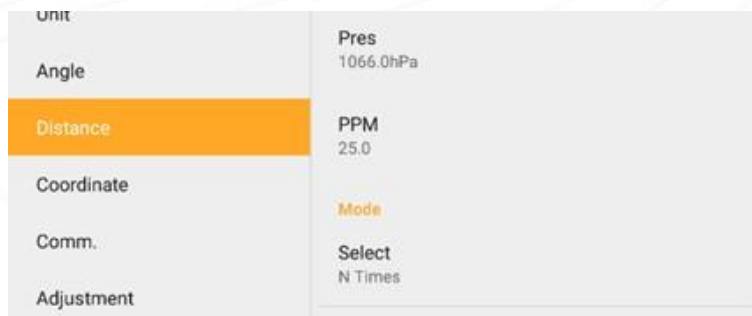 Unit
Angle
Distance
Coordinate
Comm.
Adjustment
Pres
1066.0hPa
PPM
25.0
Mode
Select
N Times